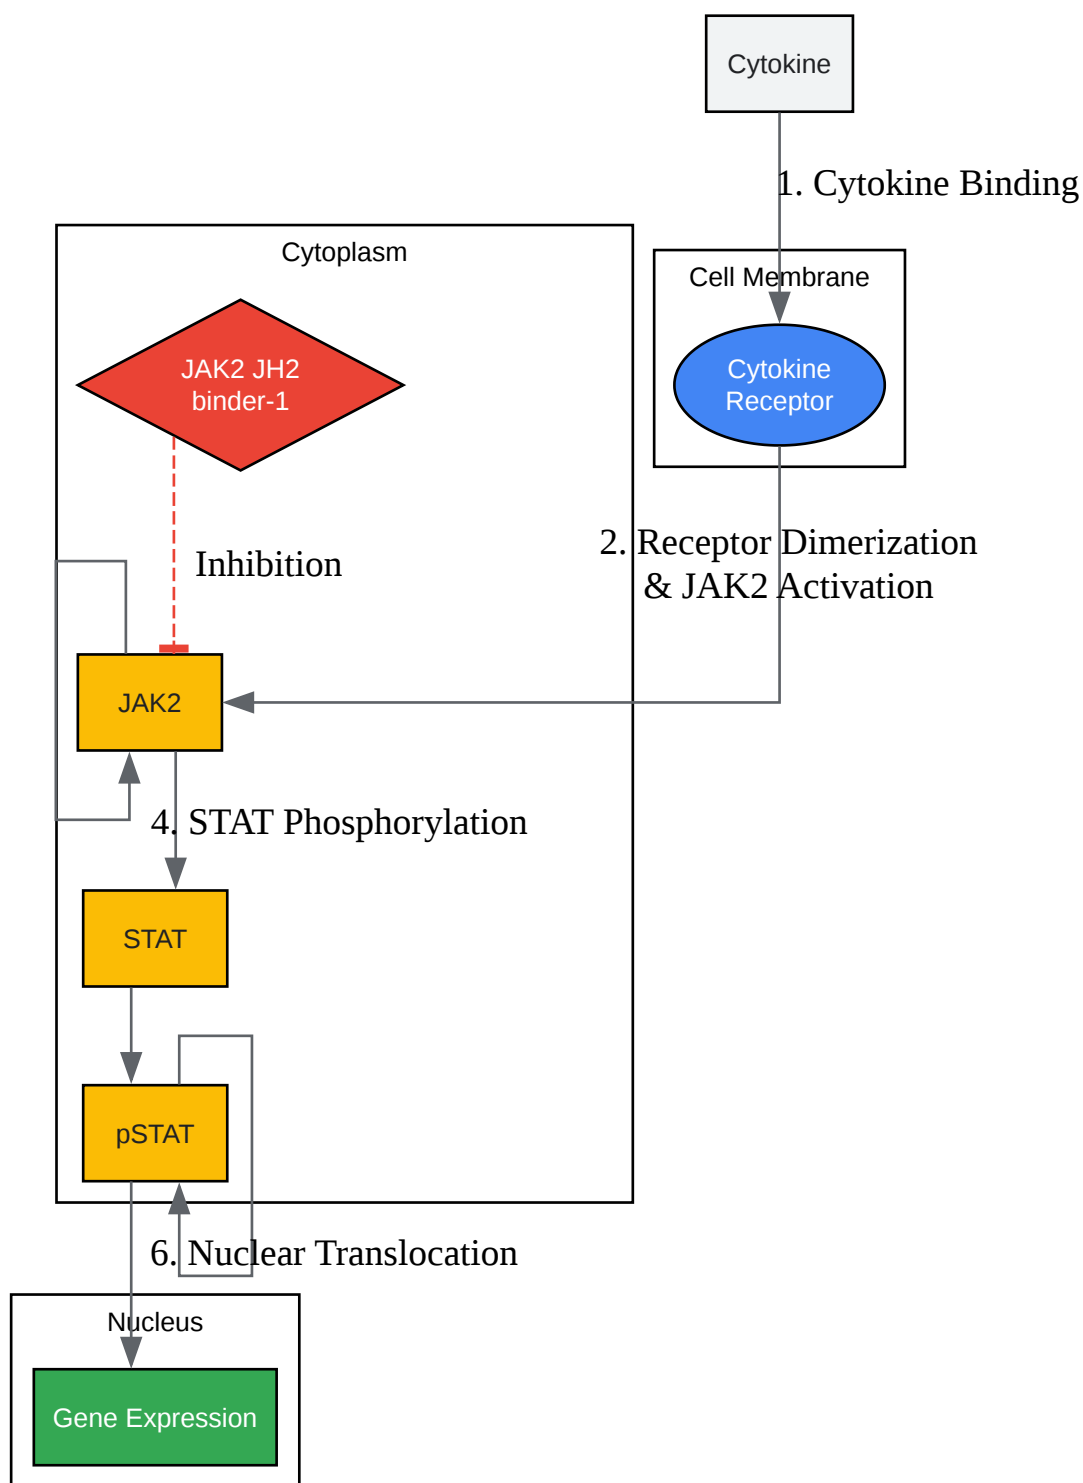 Cytokine
1. Cytokine Binding
Cytoplasm
Cell Membrane
JAK2 JH2
binder-1
Cytokine
Receptor
2. Receptor Dimerization
& JAK2 Activation
Inhibition
JAK2
4. STAT Phosphorylation
STAT
pSTAT
6. Nuclear Translocation
Nucleus
Gene Expression